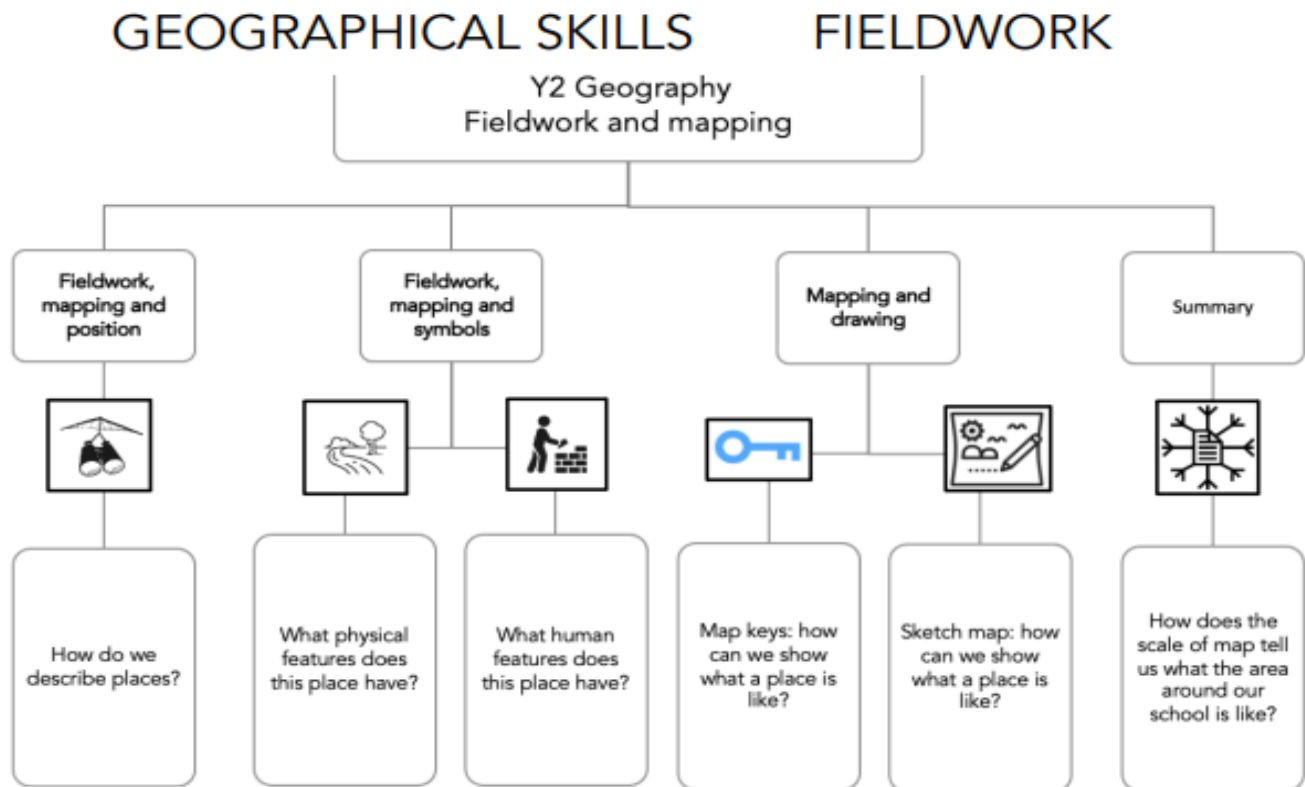 GEOGRAPHICAL SKILLS FIELDWORK
Y2 Geography
Fieldwork and mapping
Fieldwork,
mapping and
position
Fieldwork,
mapping and
symbols
Mapping and
drawing
Summary
How do we
describe places?
What physical
features does
this place have?
What human
features does
this place have?
Map keys: how
can we show
what a place is
like?
Sketch map: how
can we show
what a place is
like?
How does the
scale of map tell
us what the area
around our
school is like?